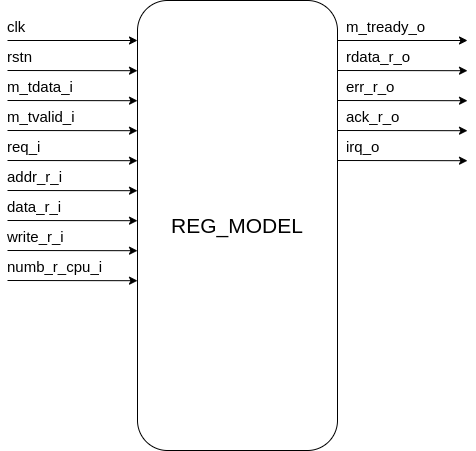 clk
rstn
m_tdata_i
m_tvalid_i
req_i
addr_r_i
data_r_i
write_r_i
numb_r_cpu_i
REG_MODEL
m_tready_o
rdata_r_o
err_r_o
ack_r_o
irq_o